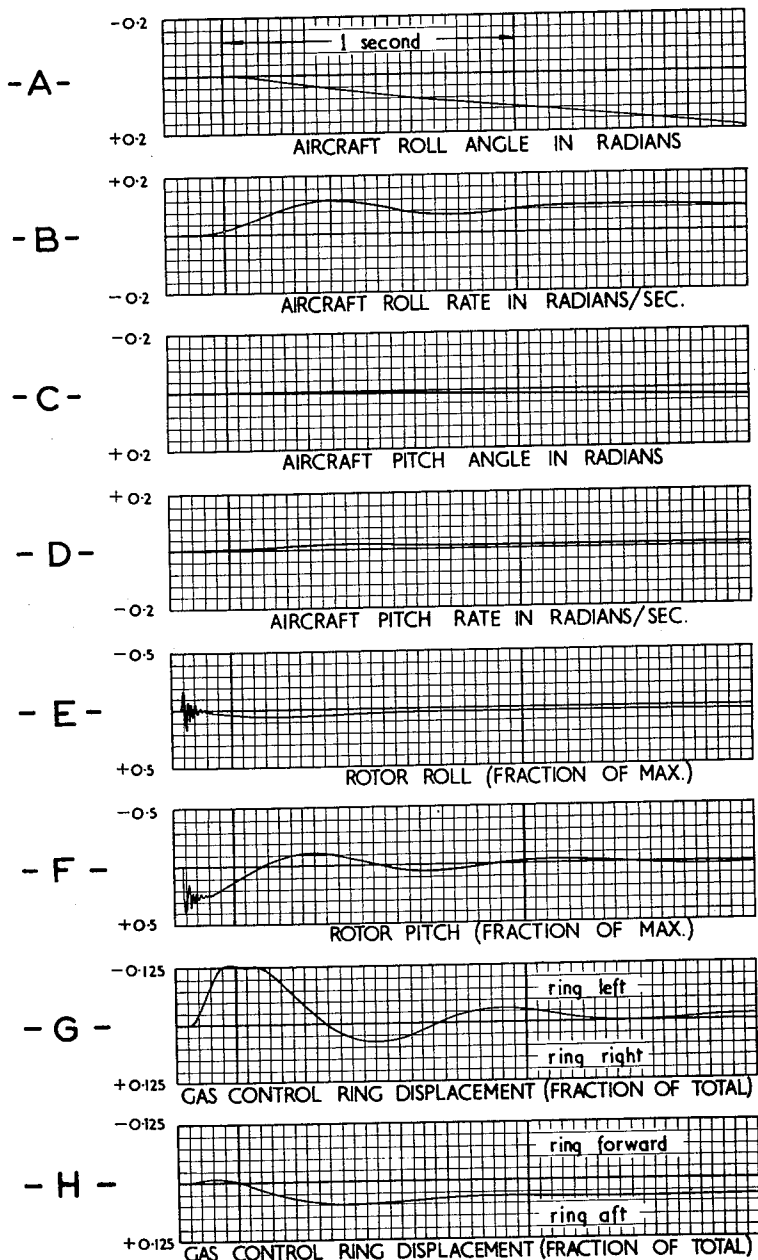 -0.2
1 second
-A-
+0.2
AIRCRAFT ROLL ANGLE IN RADIANS
+0.2
-B-
-0.2
AIRCRAFT ROLL RATE IN RADIANS/SEC.
-0.2
-C-
+0.2
AIRCRAFT PITCH ANGLE IN RADIANS
+0.2
-D-
-0.2
AIRCRAFT PITCH RATE IN RADIANS/SEC.
-0.5
-E-
+0.5
ROTOR ROLL (FRACTION OF MAX.)
-0.5
-F-
+0.5
ROTOR PITCH (FRACTION OF MAX.)
-0.125
ring left
-G-
ring right
+0.125
GAS CONTROL RING DISPLACEMENT (FRACTION OF TOTAL)
-0.125
ring forward
-H-
ring aft
+0.125
GAS CONTROL RING DISPLACEMENT (FRACTION OF TOTAL)